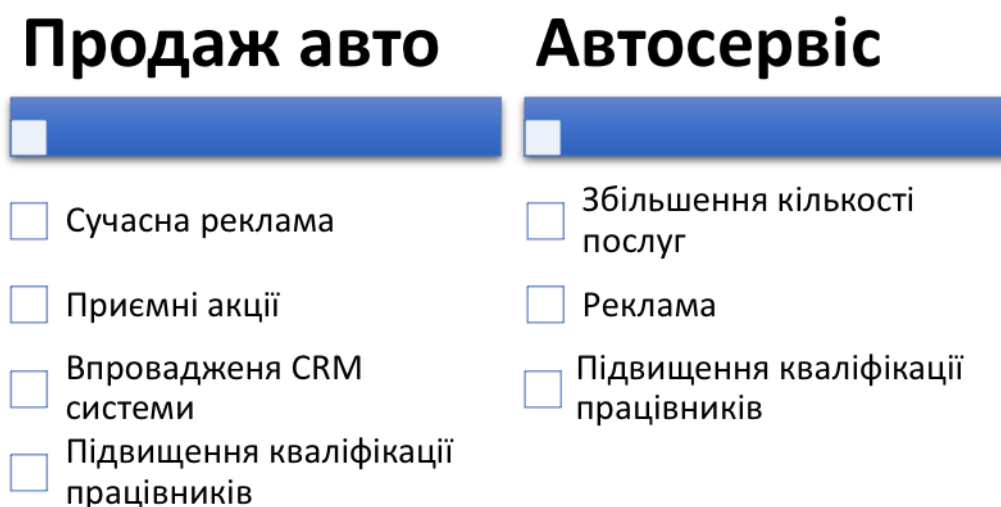 Продаж авто
Сучасна реклама
Приємні акції
Впровадженя CRM
системи
Підвищення кваліфікації
працівників
Автосервіс
Збільшення кількості
послуг
Реклама
Підвищення кваліфікації
працівників